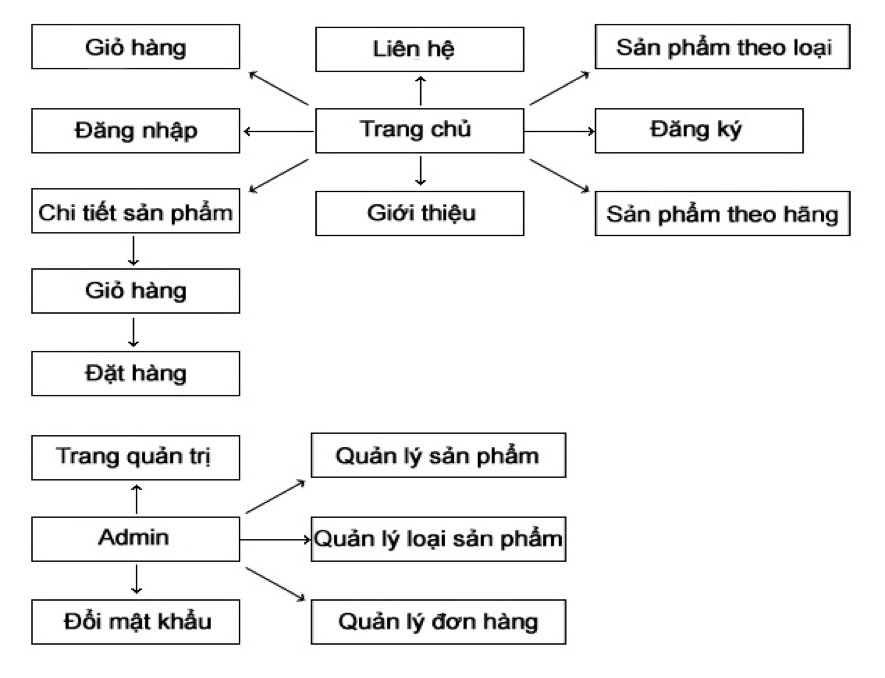 Giỏ hàng
Liên hệ
Sản phẩm theo loại
Đăng nhập
Trang chủ
Đăng ký
Chi tiết sản phẩm
Giới thiệu
Sản phẩm theo hãng
Giỏ hàng
Đặt hàng
Trang quản trị
Quản lý sản phẩm
Admin
Quản lý loại sản phẩm
Đổi mật khẩu
Quản lý đơn hàng